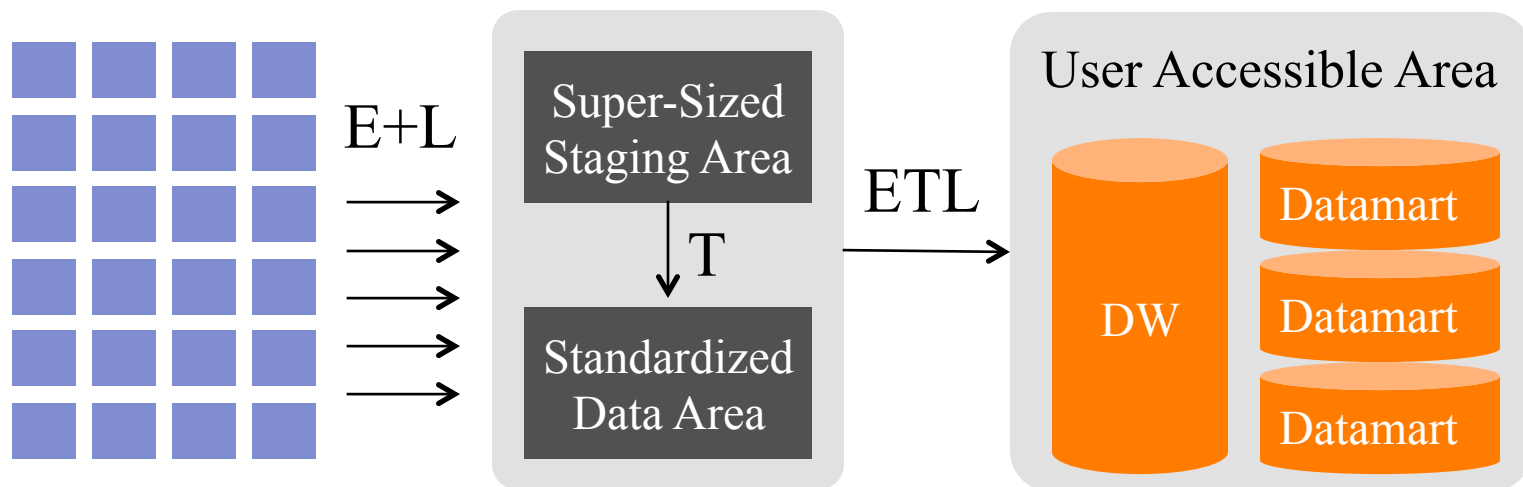 E+L
Super-Sized
Staging Area
T
Standardized
Data Area
ETL
User Accessible Area
DW
Datamart
Datamart
Datamart